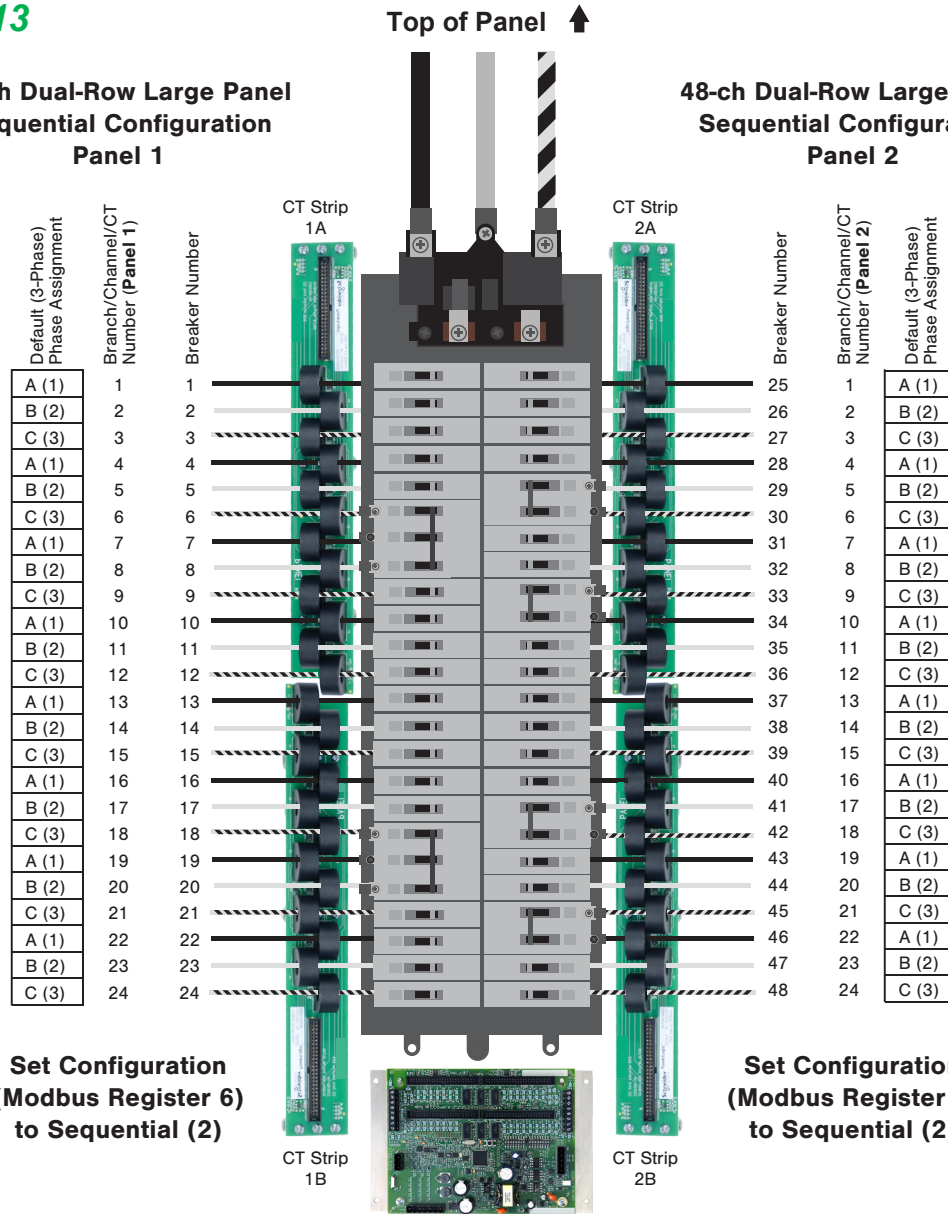 13
Top of Panel
h Dual-Row Large Panel
quential Configuration
Panel 1
48-ch Dual-Row Large
Sequential Configura
Panel 2
Default (3-Phase)
Phase Assignment
Branch/Channel/CT
Number (Panel 1)
Breaker Number
CT Strip
1A
CT Strip
2A
Breaker Number
Branch/Channel/CT
Number (Panel 2)
Default (3-Phase)
Phase Assignment
A (1) 1 1 25 1 A (1)
B (2) 2 2 26 2 B (2)
C (3) 3 3 27 3 C (3)
A (1) 4 4 28 4 A (1)
B (2) 5 5 29 5 B (2)
C (3) 6 6 30 6 C (3)
A (1) 7 7 31 7 A (1)
B (2) 8 8 32 8 B (2)
C (3) 9 9 33 9 C (3)
A (1) 10 10 34 10 A (1)
B (2) 11 11 35 11 B (2)
C (3) 12 12 36 12 C (3)
A (1) 13 13 37 13 A (1)
B (2) 14 14 38 14 B (2)
C (3) 15 15 39 15 C (3)
A (1) 16 16 40 16 A (1)
B (2) 17 17 41 17 B (2)
C (3) 18 18 42 18 C (3)
A (1) 19 19 43 19 A (1)
B (2) 20 20 44 20 B (2)
C (3) 21 21 45 21 C (3)
A (1) 22 22 46 22 A (1)
B (2) 23 23 47 23 B (2)
C (3) 24 24 48 24 C (3)
Set Configuration
(Modbus Register 6)
to Sequential (2)
Set Configuration
(Modbus Register
to Sequential (2
CT Strip
1B
CT Strip
2B